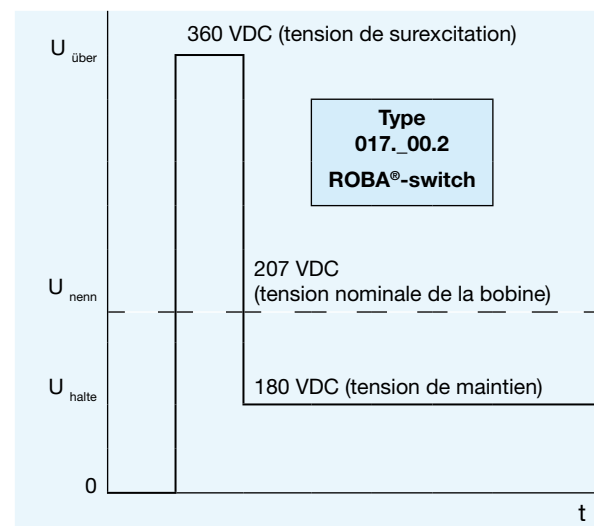 360 VDC (tension de surexcitation)
U über
Type
017._00.2
ROBA®-switch
207 VDC
(tension nominale de la bobine)
U nenn
180 VDC (tension de maintien)
U halte
0
t